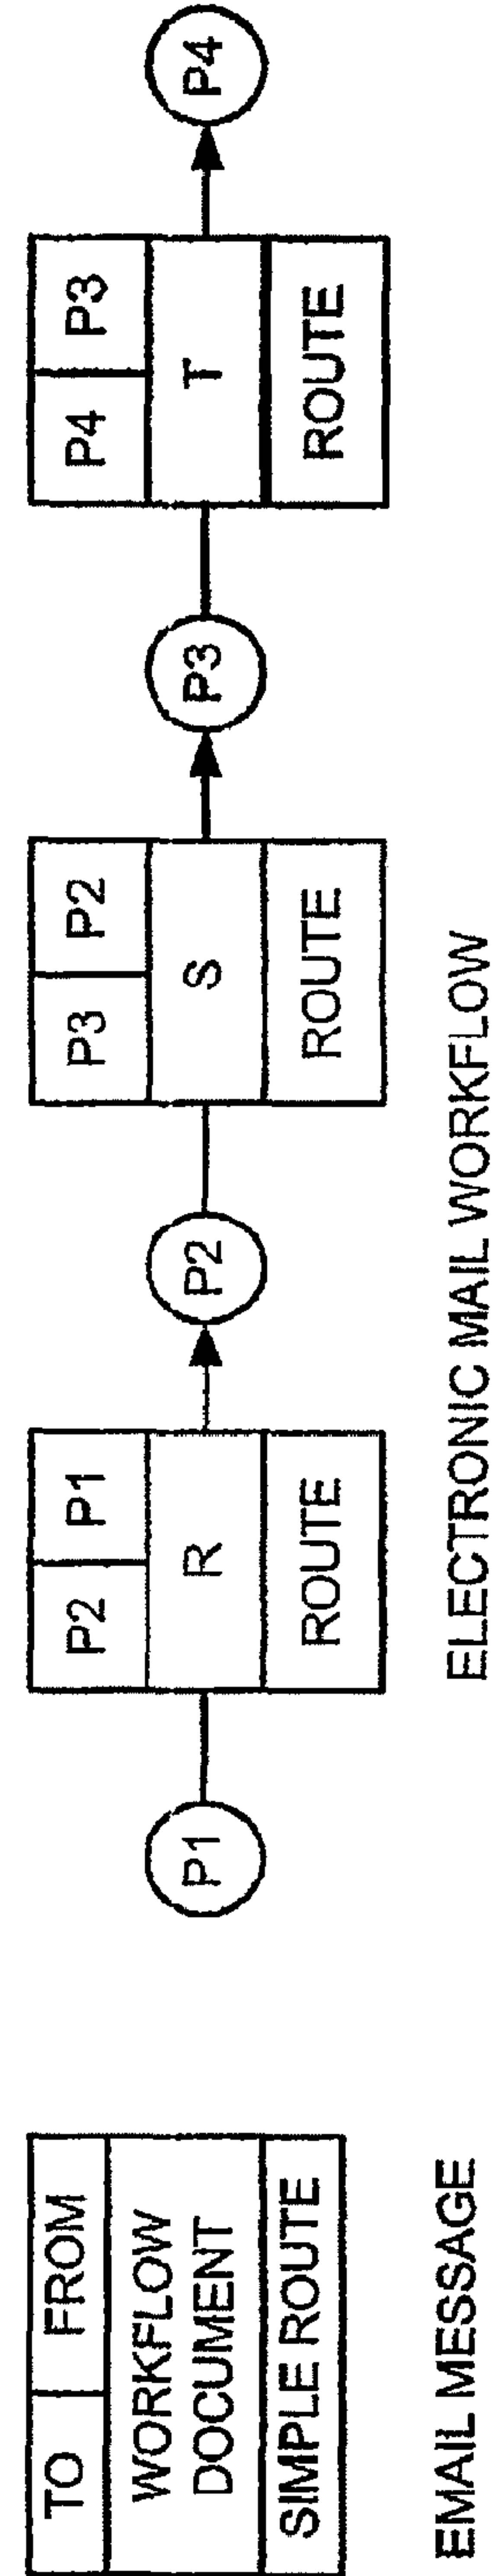 TO FROM
WORKFLOW
DOCUMENT
SIMPLE ROUTE
EMAIL MESSAGE
P1
P2 P1
R
ROUTE
P2
P3 P2
S
ROUTE
P3
P4 P3
T
ROUTE
P4
ELECTRONIC MAIL WORKFLOW